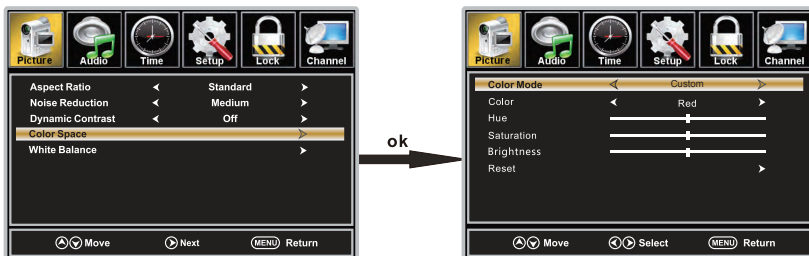 Picture Audio Time Setup Lock Channel
Aspect Ratio Standard
Noise Reduction Medium
Dynamic Contrast Off
Color Space
White Balance
Move Next MENU Return
ok
Picture Audio Time Setup Lock Channel
Color Mode Custom
Color Red
Hue
Saturation
Brightness
Reset
Move Select MENU Return